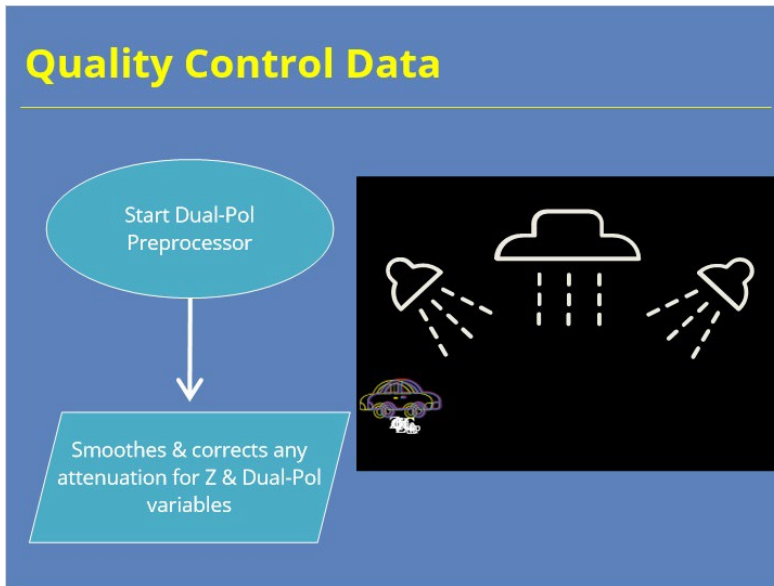 Quality Control Data
Start Dual-Pol
Preprocessor
Smoothes & corrects any
attenuation for Z & Dual-Pol
variables